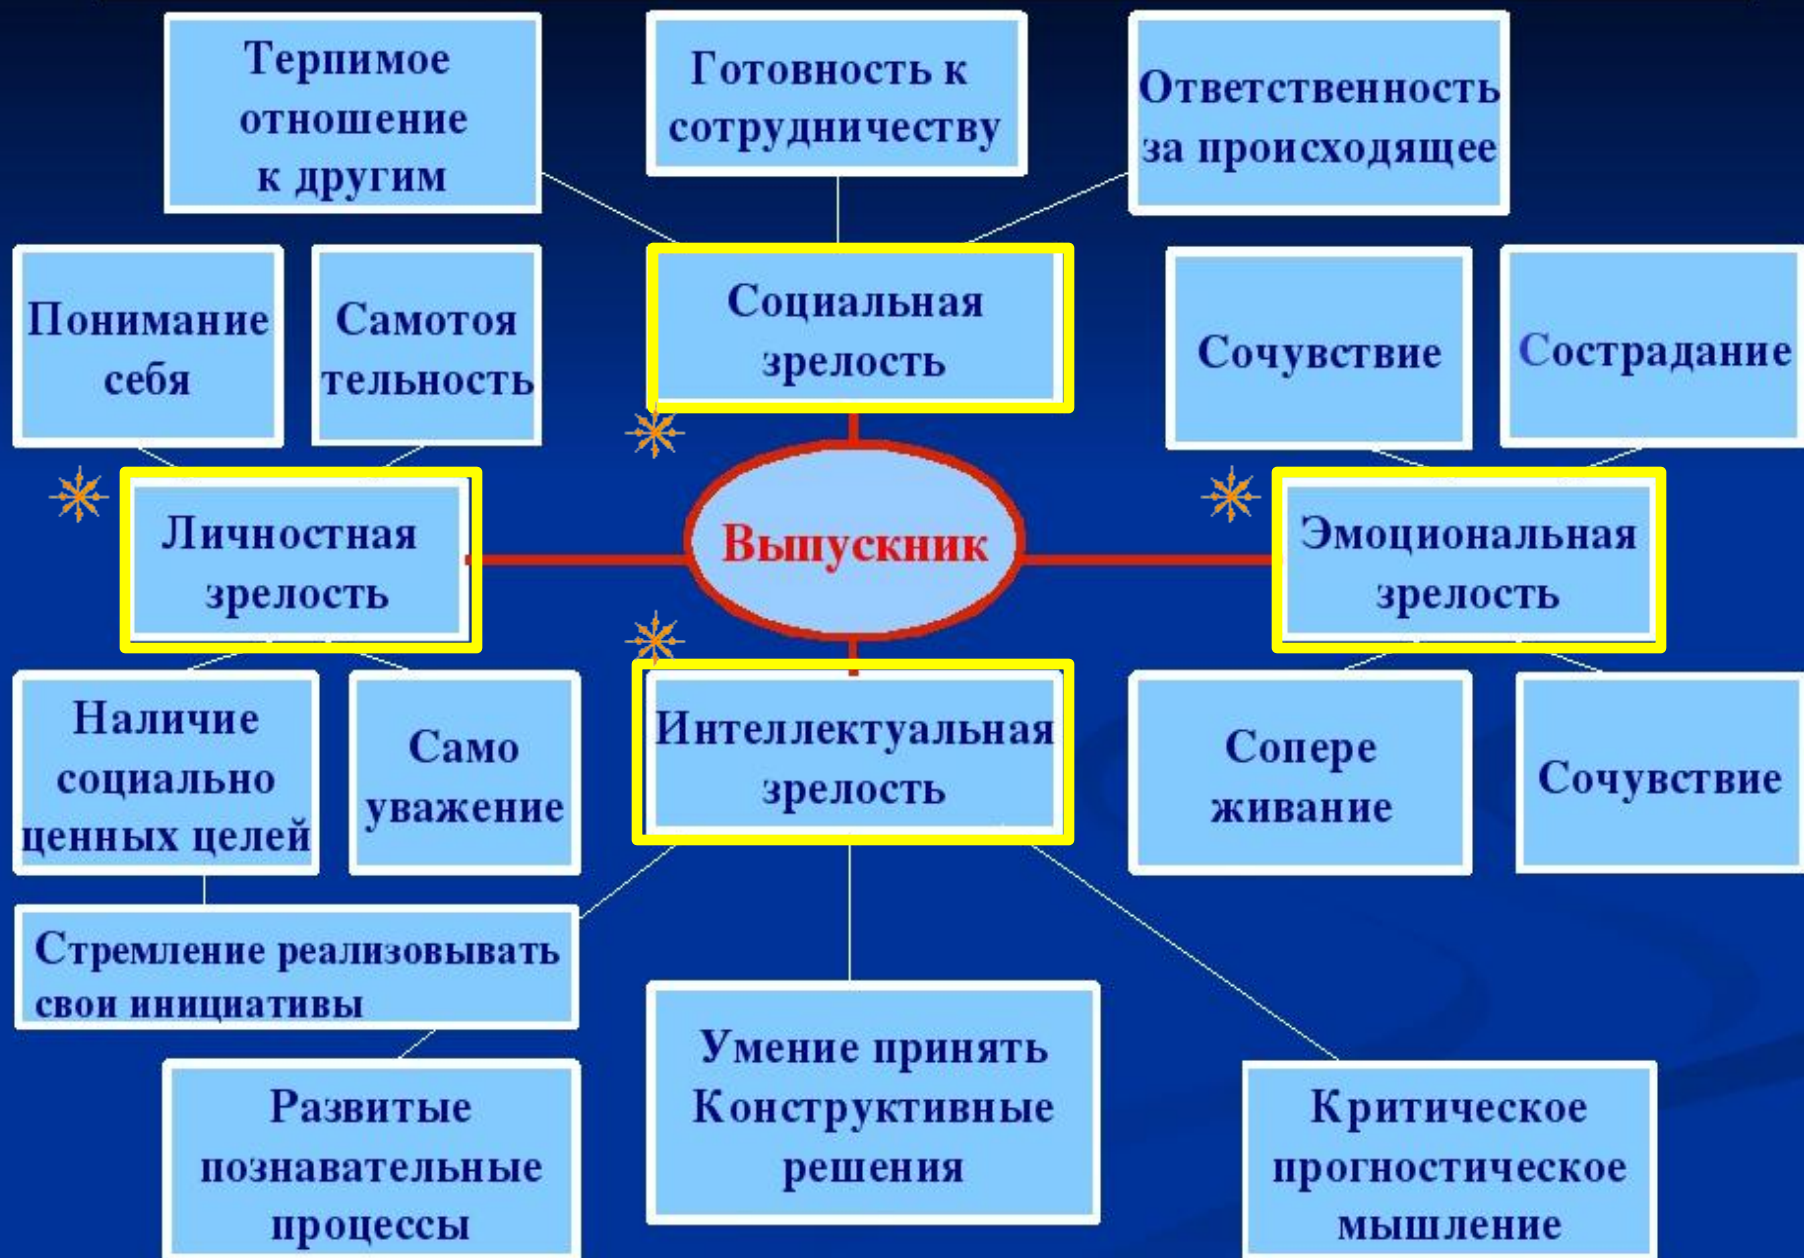 Терпимое
отношение
к другим
Готовность к
сотрудничеству
Ответственность
за происходящее
Понимание
себя
Самотоя
тельность
Социальная
зрелость
Сочувствие
Сострадание
Личностная
зрелость
Выпускник
Эмоциональная
зрелость
Наличие
социально
ценных целей
Само
уважение
Интеллектуальная
зрелость
Сопере
живание
Сочувствие
Стремление реализовывать
свои инициативы
Умение принять
Конструктивные
решения
Развитые
познавательные
процессы
Критическое
прогностическое
мышление